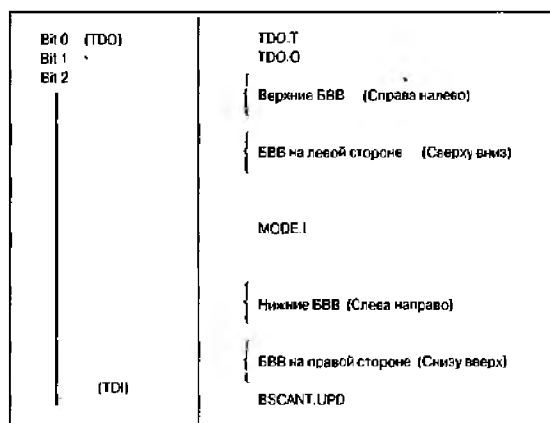 Bit 0 (TDO) TDO.T
Bit 1 TDO.O
Bit 2
Верхние БВВ (Справа налево)
БВВ на левой стороне (Сверху вниз)
MODE.I
Нижние БВВ (Слева направо)
БВВ на правой стороне (Снизу вверх)
(TDI)
BSCANT.UPD